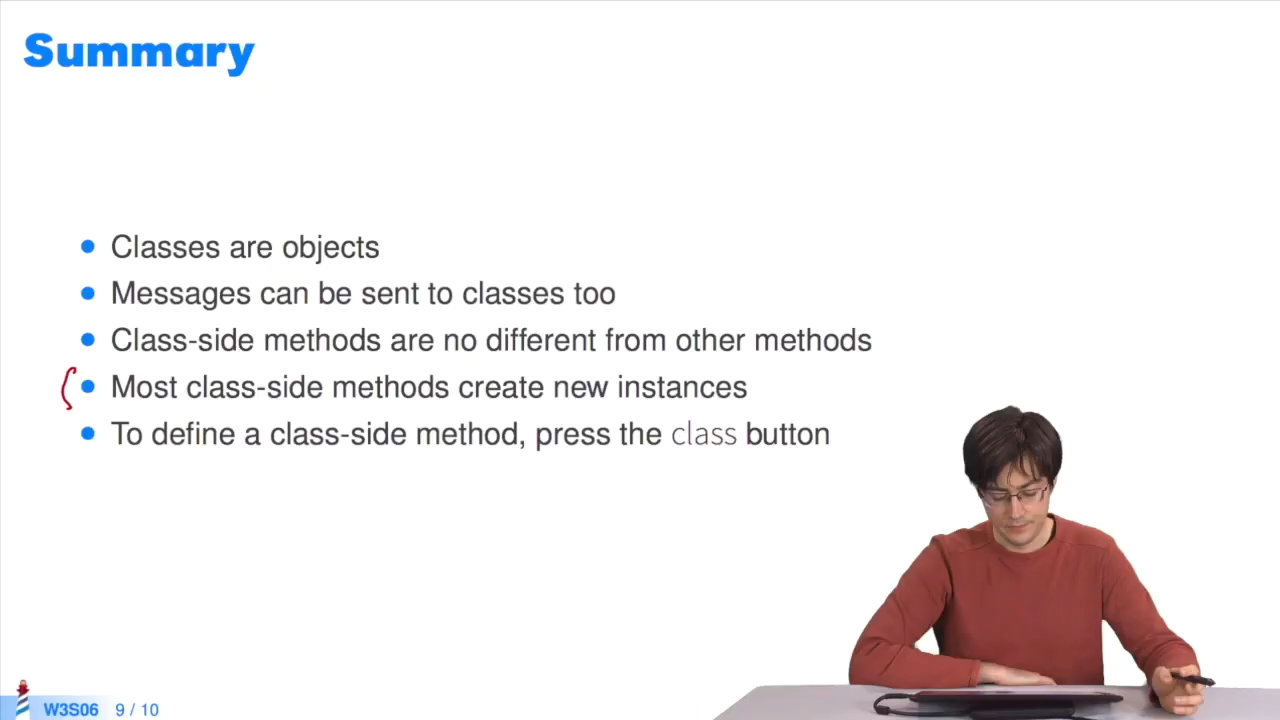 Summary
Classes are objects
Messages can be sent to classes too
Class-side methods are no different from other methods
Most class-side methods create new instances
To define a class-side method, press the class button
W3S06 9 / 10